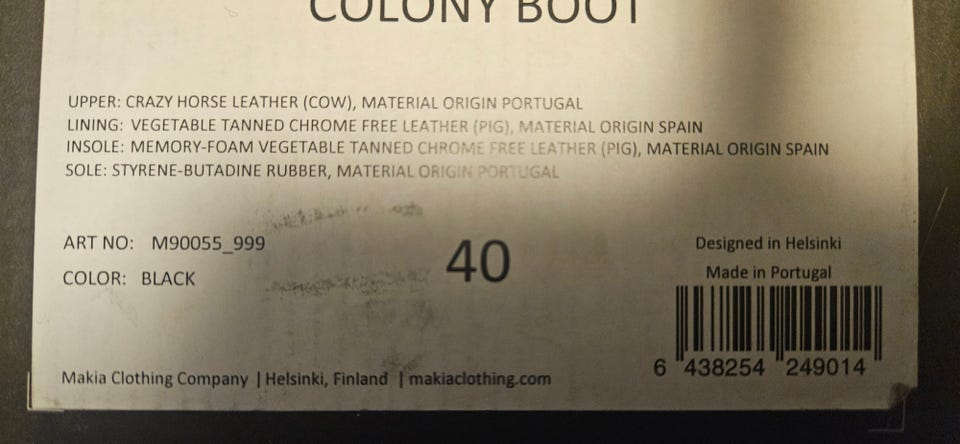 COLONY BOOT
UPPER: CRAZY HORSE LEATHER (COW), MATERIAL ORIGIN PORTUGAL
LINING: VEGETABLE TANNED CHROME FREE LEATHER (PIG), MATERIAL ORIGIN SPAIN
INSOLE: MEMORY-FOAM VEGETABLE TANNED CHROME FREE LEATHER (PIG), MATERIAL ORIGIN SPAIN
SOLE: STYRENE-BUTADINE RUBBER, MATERIAL ORIGIN PORTUGAL
ART NO: M90055_999
COLOR: BLACK
40
Designed in Helsinki
Made in Portugal
6 438254 249014
Makia Clothing Company | Helsinki, Finland | makiaclothing.com